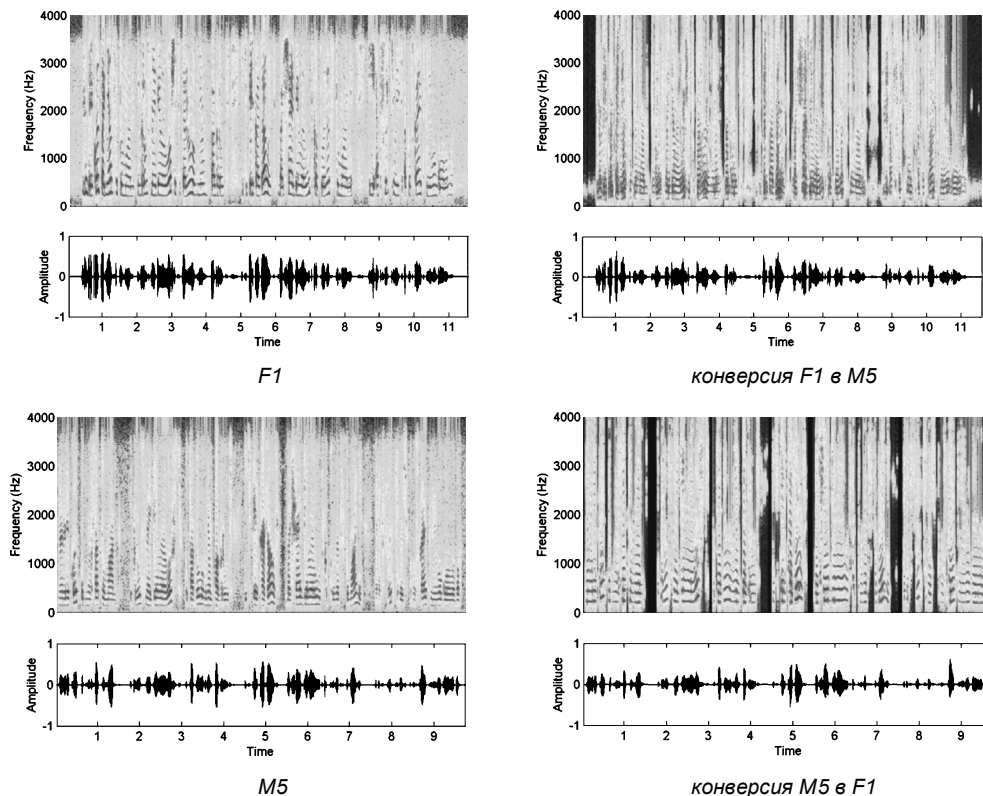 4000
3000
2000
1000
0
Frequency (Hz)
1
0
-1
Amplitude
1 2 3 4 5 6 7 8 9 10 11
Time
F1
4000
3000
2000
1000
0
Frequency (Hz)
1
0
-1
Amplitude
1 2 3 4 5 6 7 8 9 10 11
Time
конверсия F1 в M5
4000
3000
2000
1000
0
Frequency (Hz)
1
0
-1
Amplitude
1 2 3 4 5 6 7 8 9
Time
M5
4000
3000
2000
1000
0
Frequency (Hz)
1
0
-1
Amplitude
1 2 3 4 5 6 7 8 9
Time
конверсия M5 в F1